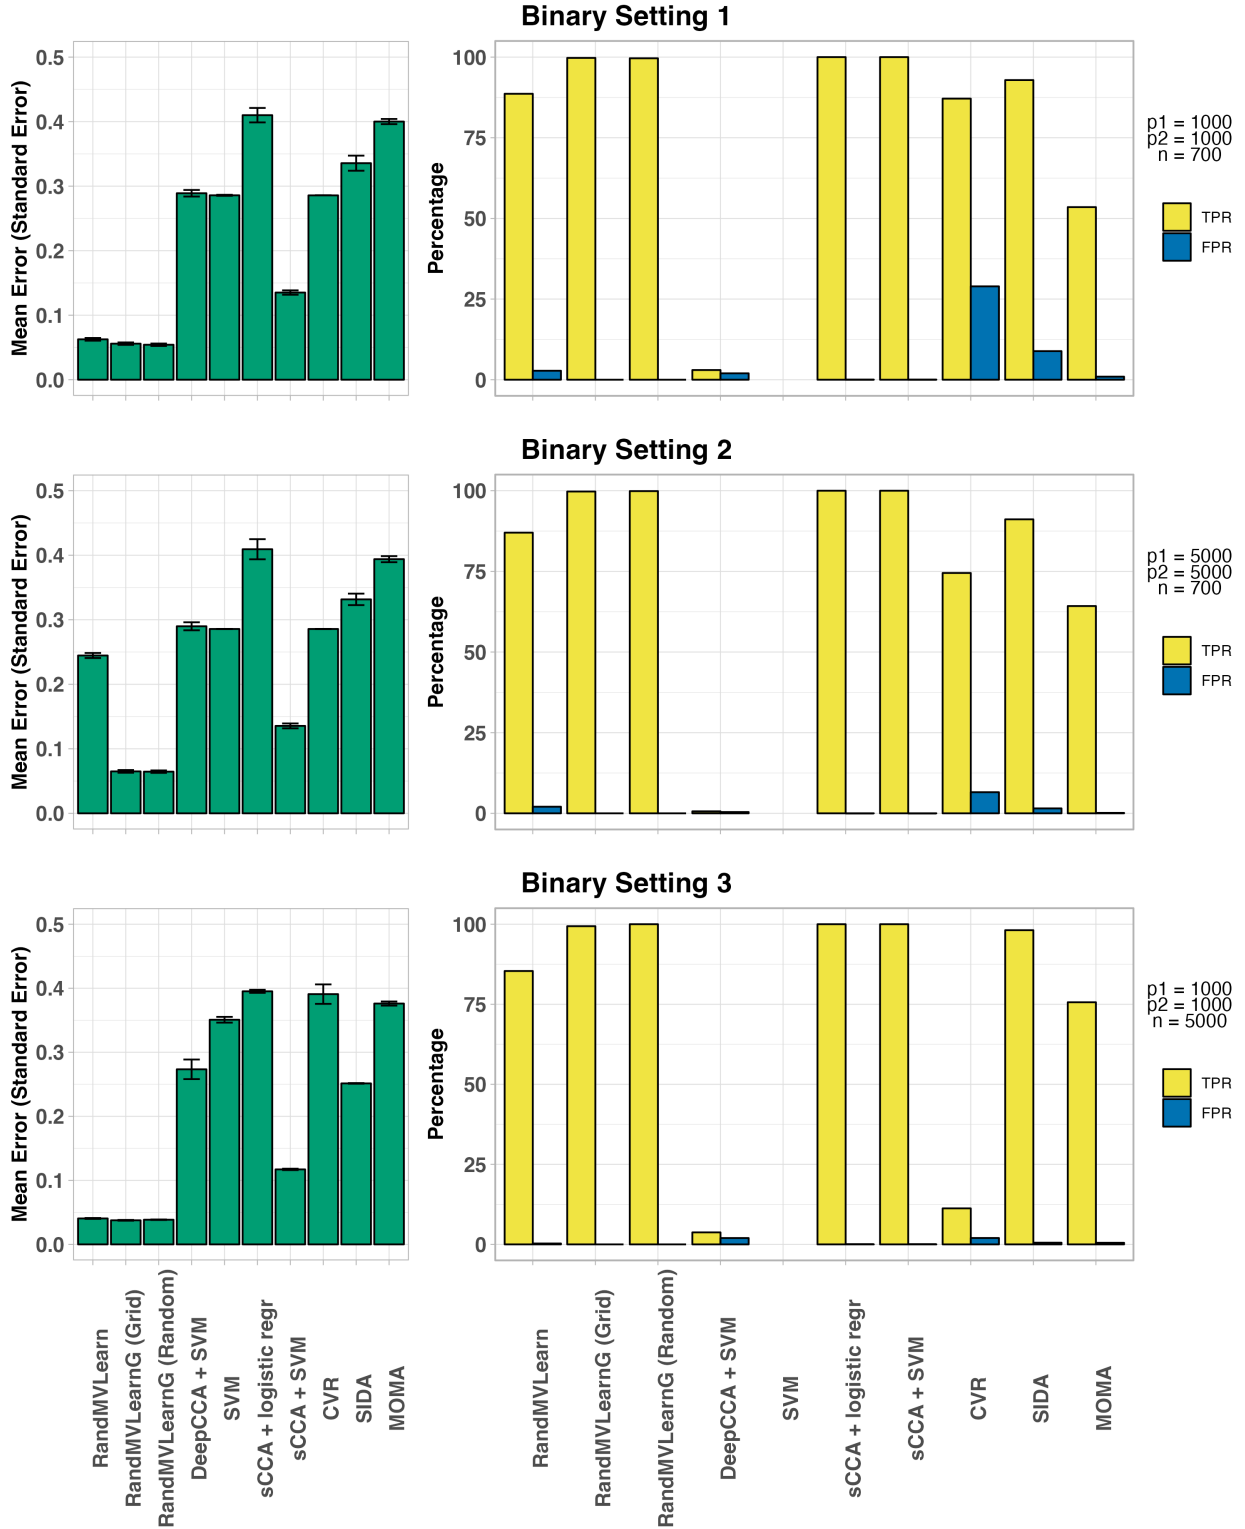 Binary Setting 1
Mean Error (Standard Error)
0.5
0.4
0.3
0.2
0.1
0.0
Percentage
100
75
50
25
0
p1 = 1000
p2 = 1000
n = 700
TPR
FPR
Binary Setting 2
Mean Error (Standard Error)
0.5
0.4
0.3
0.2
0.1
0.0
Percentage
100
75
50
25
0
p1 = 5000
p2 = 5000
n = 700
TPR
FPR
Binary Setting 3
Mean Error (Standard Error)
0.5
0.4
0.3
0.2
0.1
0.0
Percentage
100
75
50
25
0
p1 = 1000
p2 = 1000
n = 5000
TPR
FPR
RandMVLearn
RandMVLearnG (Grid)
RandMVLearnG (Random)
DeepCCA + SVM
SVM
sCCA + logistic regr
sCCA + SVM
CVR
SIDA
MOMA
RandMVLearn
RandMVLearnG (Grid)
RandMVLearnG (Random)
DeepCCA + SVM
SVM
sCCA + logistic regr
sCCA + SVM
CVR
SIDA
MOMA